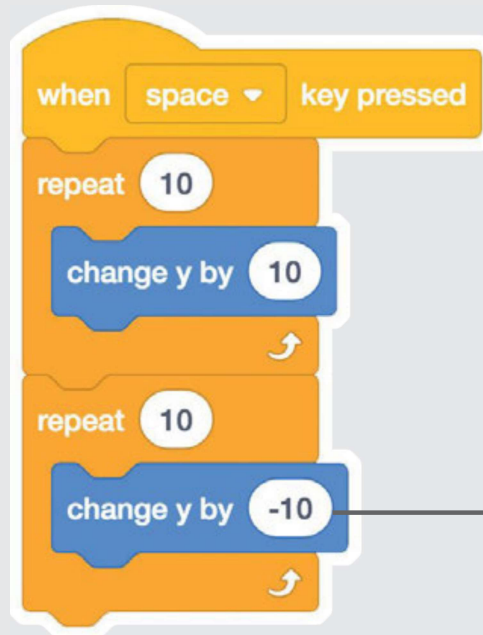 when space key pressed
repeat 10
change y by 10
repeat 10
change y by -10